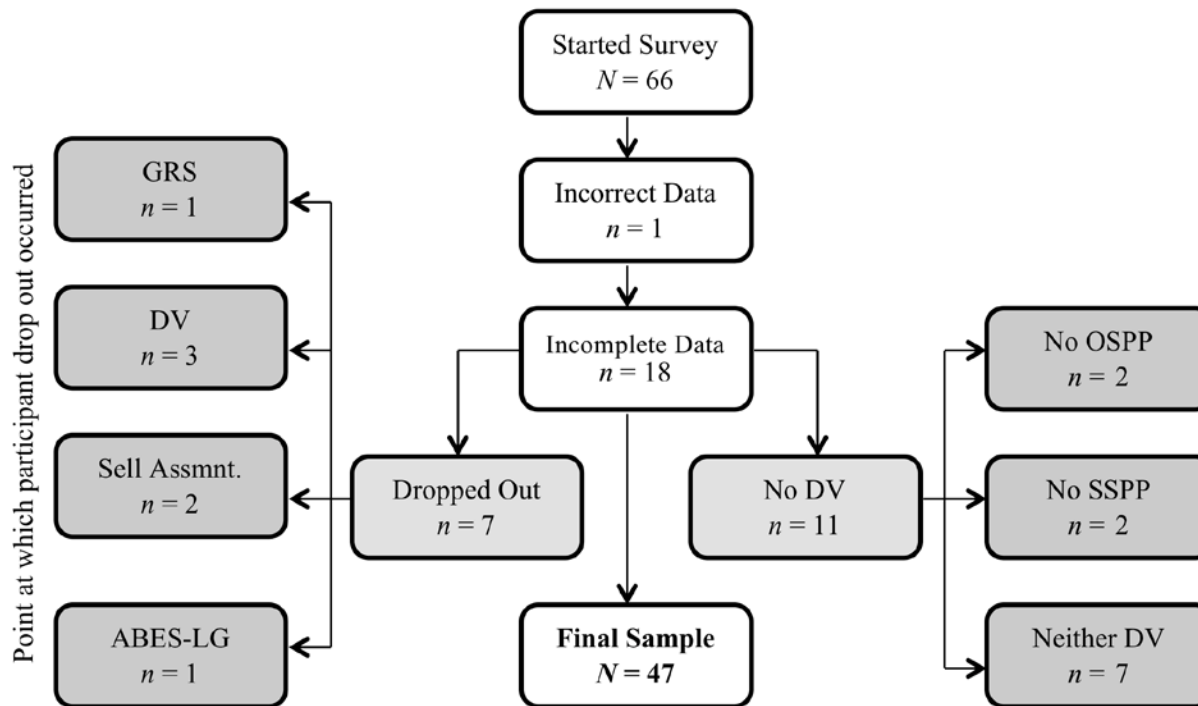 Started Survey
N = 66
Incorrect Data
n = 1
Incomplete Data
n = 18
Point at which participant drop out occurred
GRS
n = 1
DV
n = 3
Sell Assmnt.
n = 2
ABES-LG
n = 1
Dropped Out
n = 7
No DV
n = 11
No OSPP
n = 2
No SSPP
n = 2
Neither DV
n = 7
Final Sample
N = 47